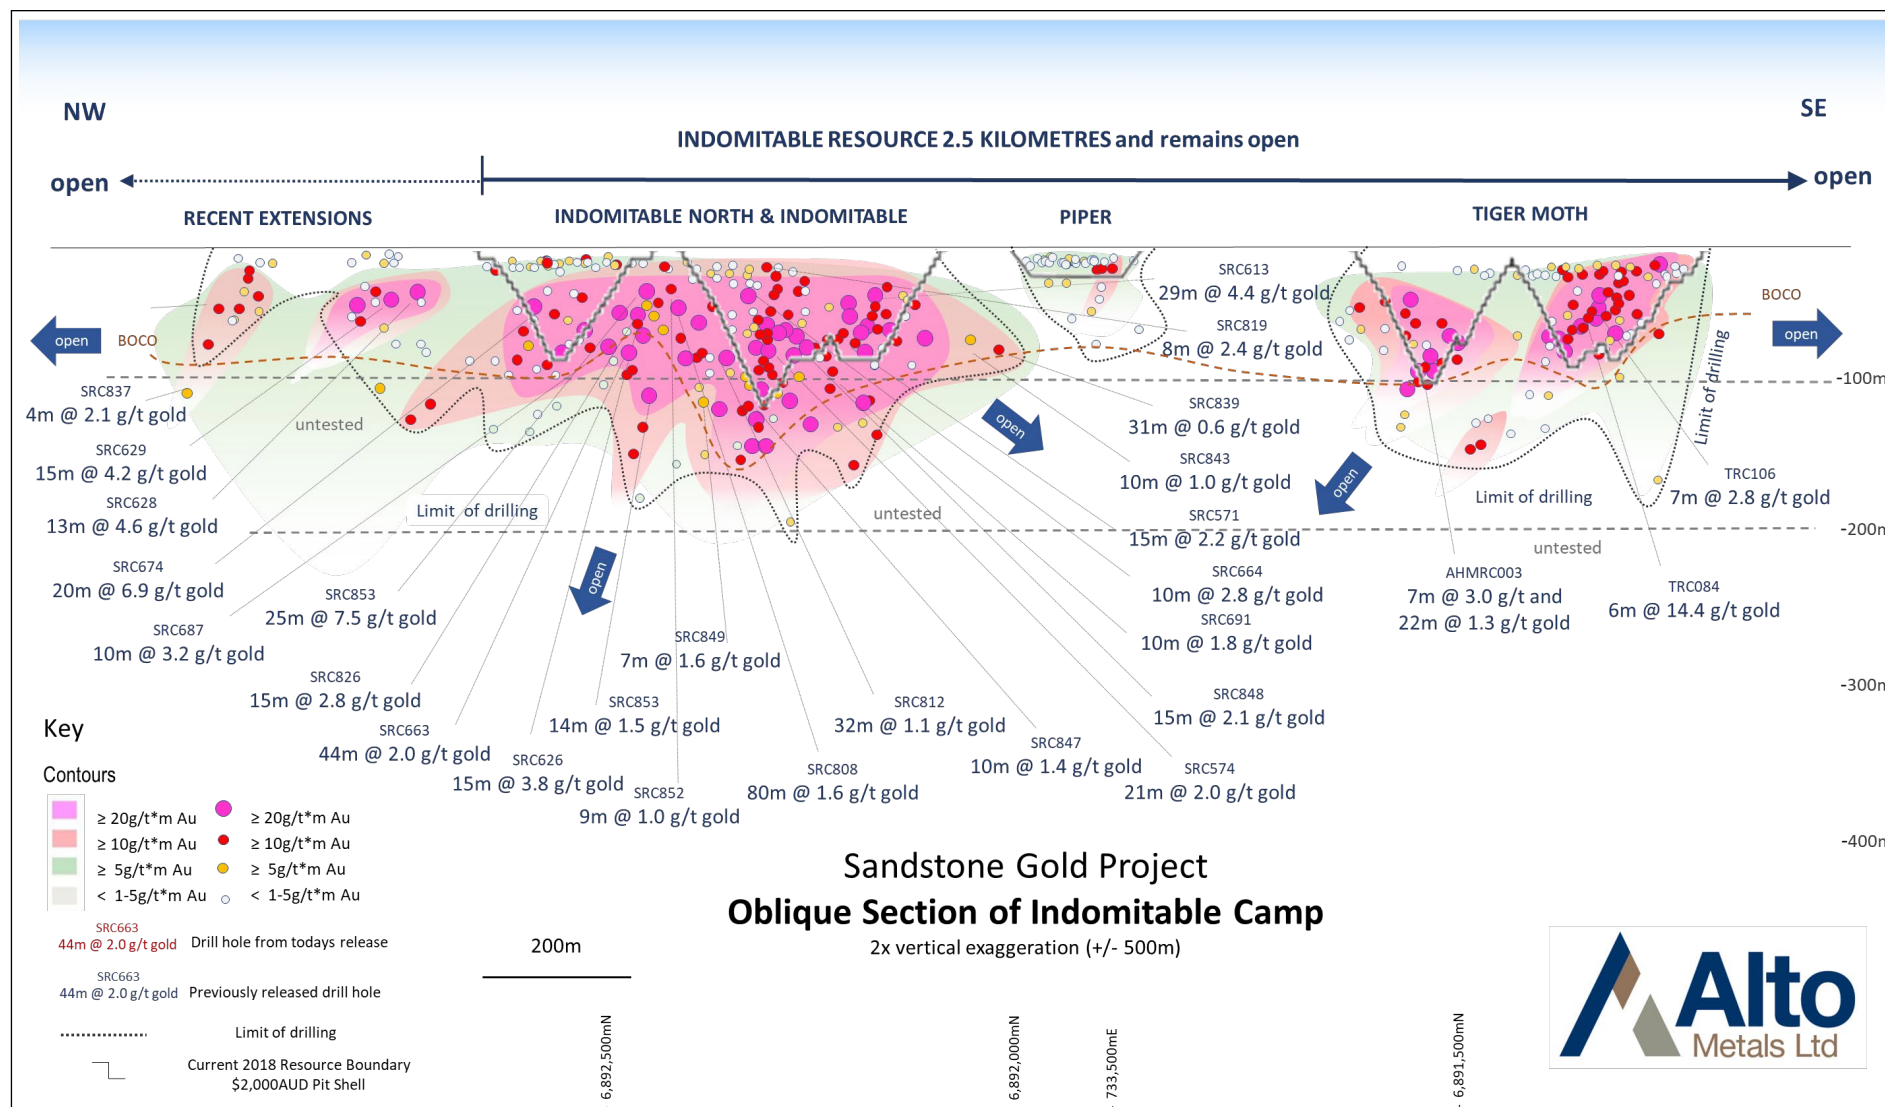 NW
SE
INDOMITABLE RESOURCE 2.5 KILOMETRES and remains open
open
open
RECENT EXTENSIONS
INDOMITABLE NORTH & INDOMITABLE
PIPER
TIGER MOTH
open
BOCO
BOCO
open
SRC837
4m @ 2.1 g/t gold
SRC629
15m @ 4.2 g/t gold
SRC628
13m @ 4.6 g/t gold
SRC674
20m @ 6.9 g/t gold
SRC687
10m @ 3.2 g/t gold
SRC853
25m @ 7.5 g/t gold
SRC826
15m @ 2.8 g/t gold
SRC663
44m @ 2.0 g/t gold
SRC626
15m @ 3.8 g/t gold
SRC853
14m @ 1.5 g/t gold
SRC852
9m @ 1.0 g/t gold
SRC849
7m @ 1.6 g/t gold
SRC808
80m @ 1.6 g/t gold
SRC812
32m @ 1.1 g/t gold
SRC847
10m @ 1.4 g/t gold
SRC574
21m @ 2.0 g/t gold
SRC848
15m @ 2.1 g/t gold
SRC691
10m @ 1.8 g/t gold
SRC664
10m @ 2.8 g/t gold
SRC571
15m @ 2.2 g/t gold
SRC843
10m @ 1.0 g/t gold
SRC839
31m @ 0.6 g/t gold
SRC819
8m @ 2.4 g/t gold
SRC613
29m @ 4.4 g/t gold
AHMRC003
7m @ 3.0 g/t and
22m @ 1.3 g/t gold
TRC084
6m @ 14.4 g/t gold
TRC106
7m @ 2.8 g/t gold
untested
Limit of drilling
untested
open
open
open
Limit of drilling
Limit of drilling
untested
-100m
-200m
-300m
-400m
Key
Contours
≥ 20g/t*m Au
≥ 20g/t*m Au
≥ 10g/t*m Au
≥ 10g/t*m Au
≥ 5g/t*m Au
≥ 5g/t*m Au
< 1-5g/t*m Au
< 1-5g/t*m Au
SRC663
44m @ 2.0 g/t gold
Drill hole from todays release
SRC663
44m @ 2.0 g/t gold
Previously released drill hole
Limit of drilling
Current 2018 Resource Boundary
$2,000AUD Pit Shell
Sandstone Gold Project
Oblique Section of Indomitable Camp
2x vertical exaggeration (+/- 500m)
200m
6,892,500mN
6,892,000mN
733,500mE
6,891,500mN
Alto
Metals Ltd